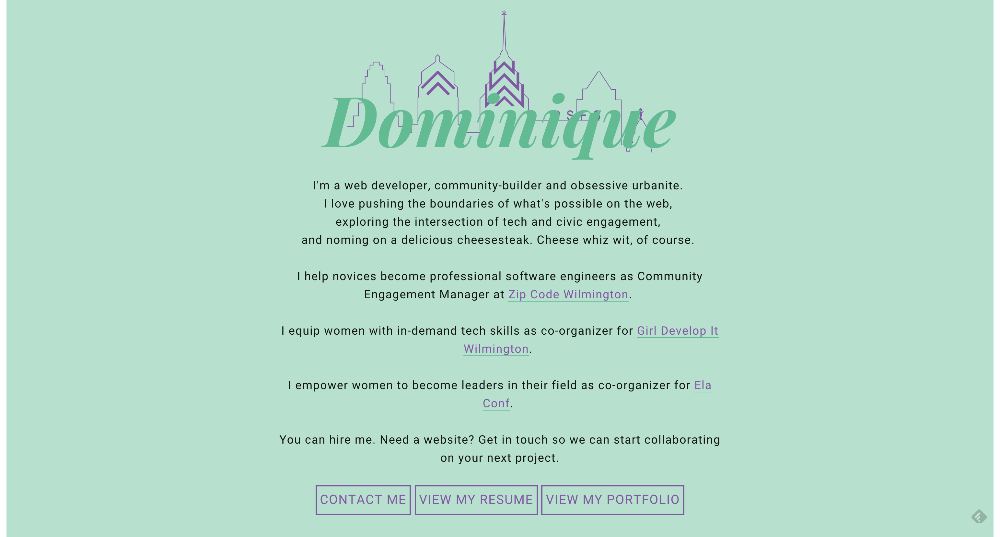 Dominique
I'm a web developer, community-builder and obsessive urbanite.
I love pushing the boundaries of what's possible on the web,
exploring the intersection of tech and civic engagement,
and noming on a delicious cheesesteak. Cheese whiz wit, of course.
I help novices become professional software engineers as Community
Engagement Manager at Zip Code Wilmington.
I equip women with in-demand tech skills as co-organizer for Girl Develop It
Wilmington.
I empower women to become leaders in their field as co-organizer for Ela
Conf.
You can hire me. Need a website? Get in touch so we can start collaborating
on your next project.
CONTACT ME VIEW MY RESUME VIEW MY PORTFOLIO